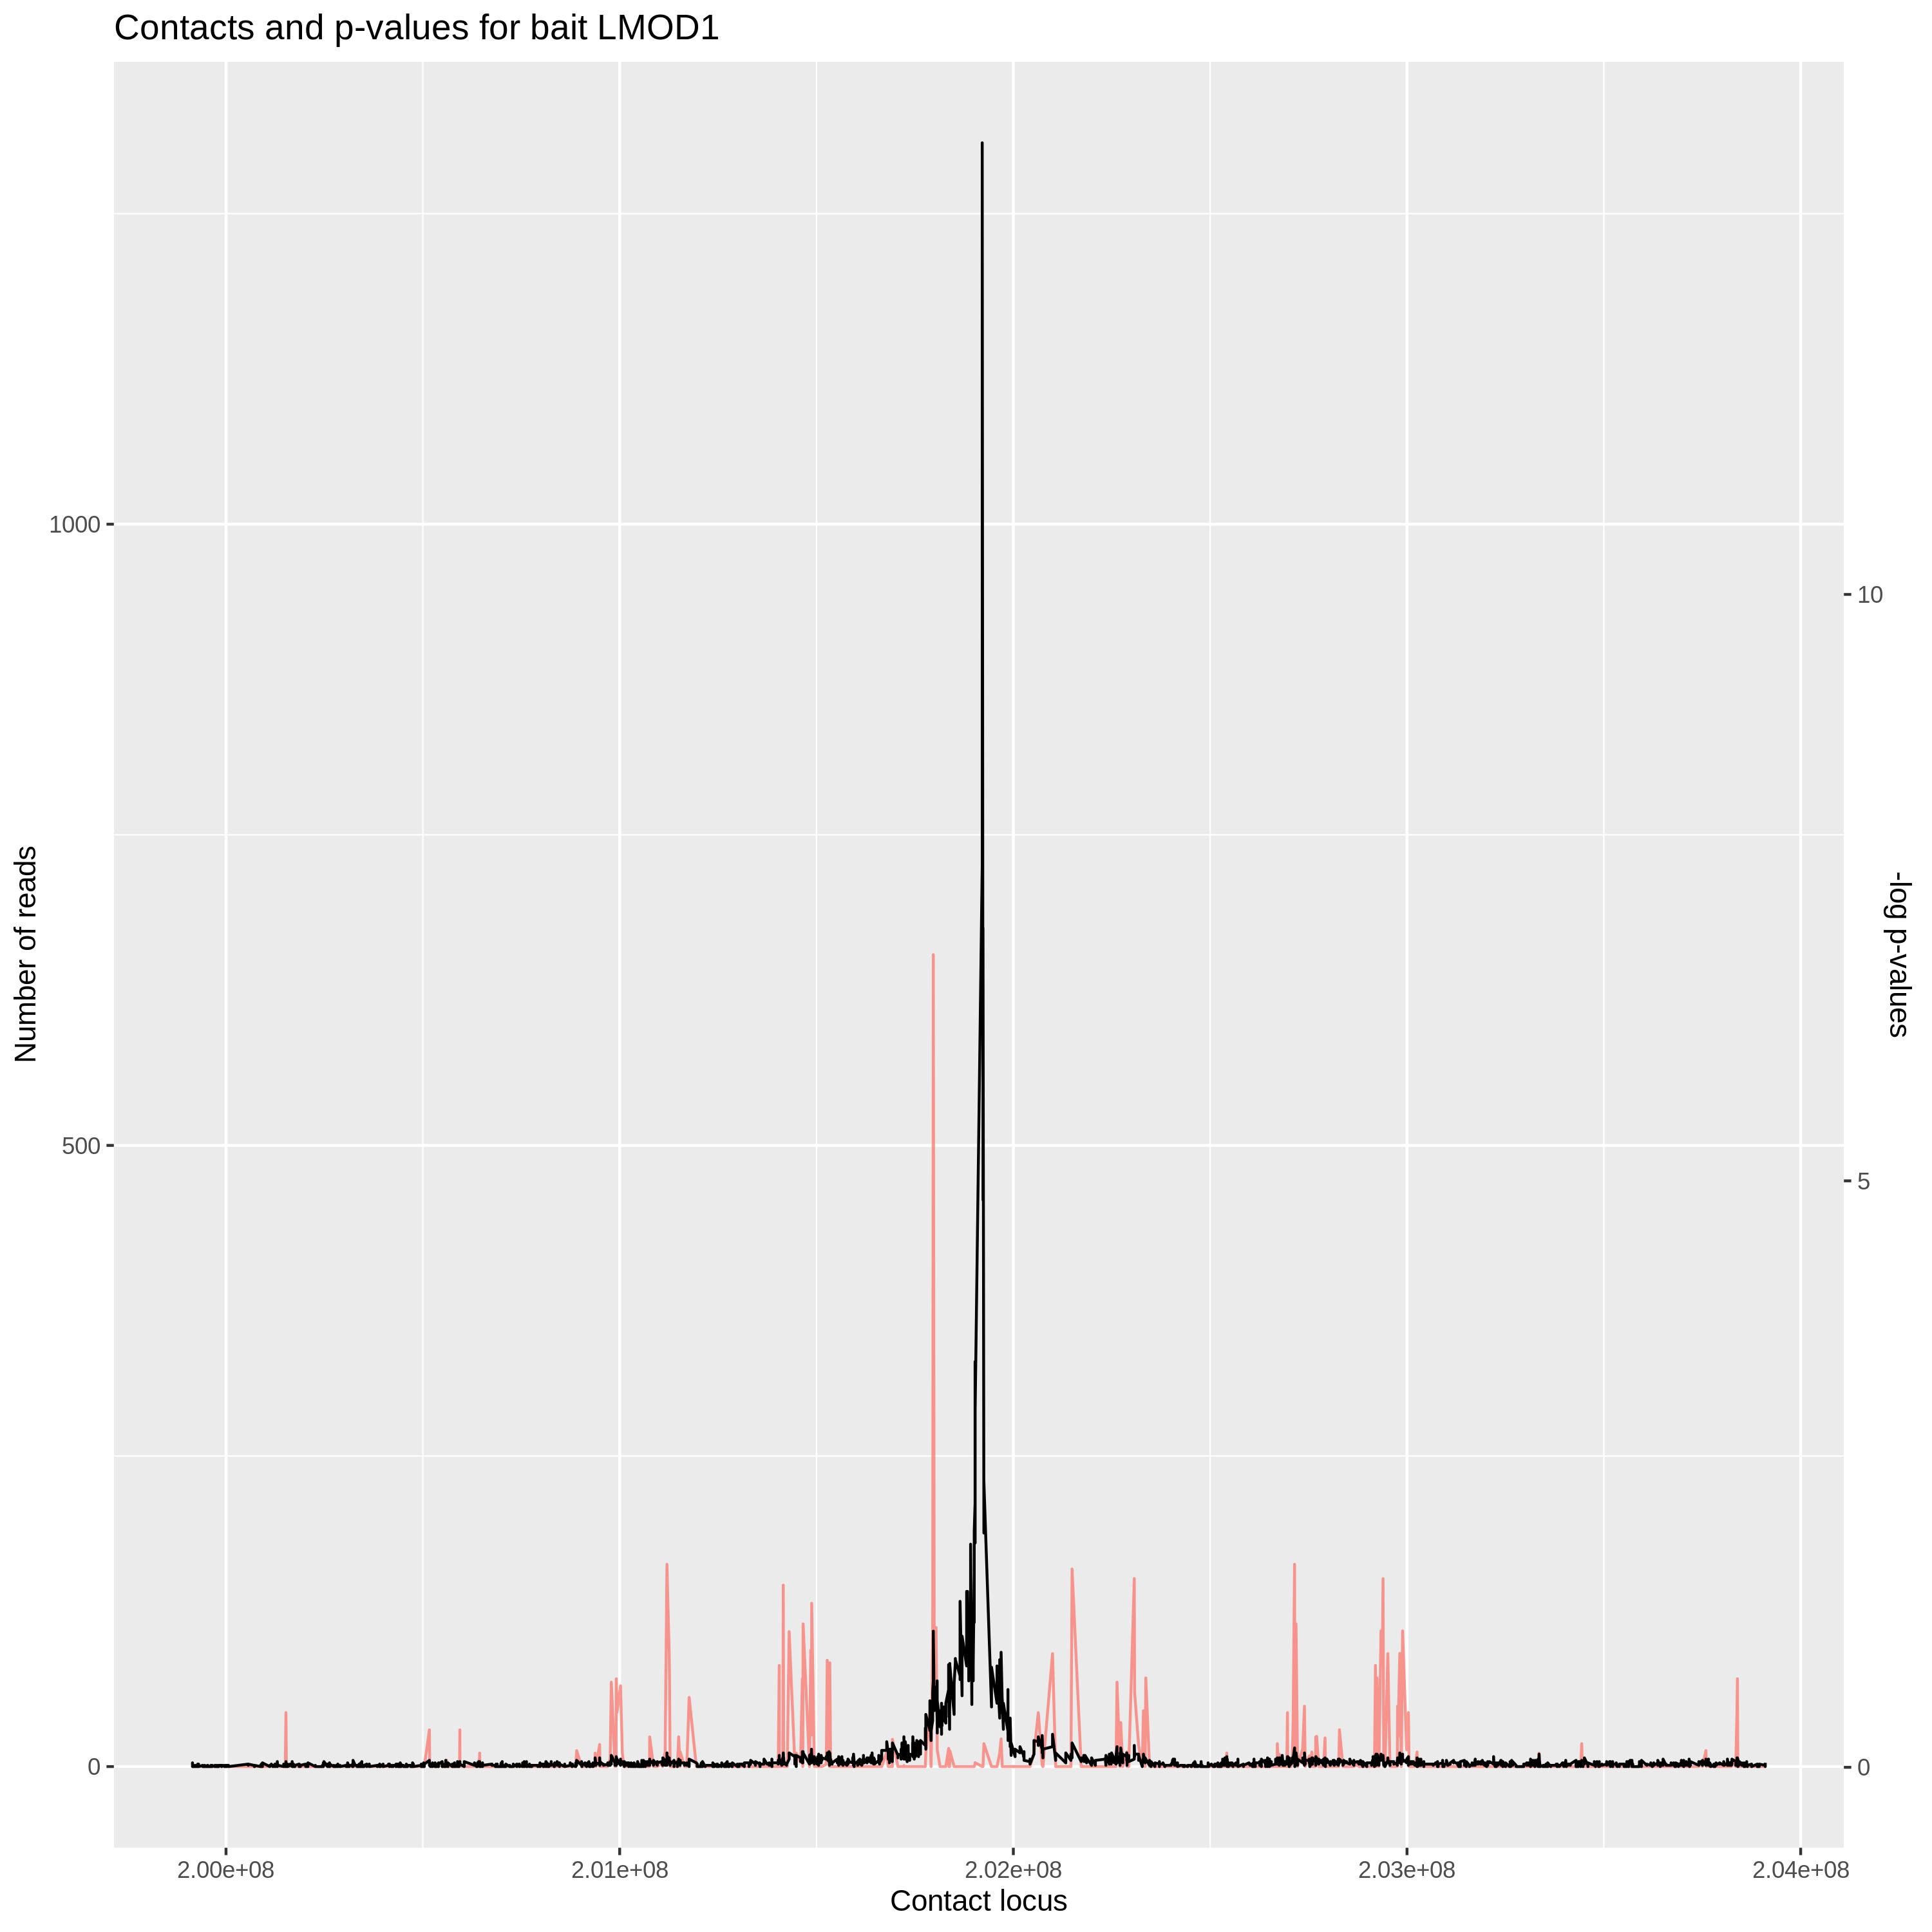 Contacts and p-values for bait LMOD1
1000
500
0
Number of reads
10
5
0
-log p-values
2.00e+08
2.01e+08
2.02e+08
2.03e+08
2.04e+08
Contact locus